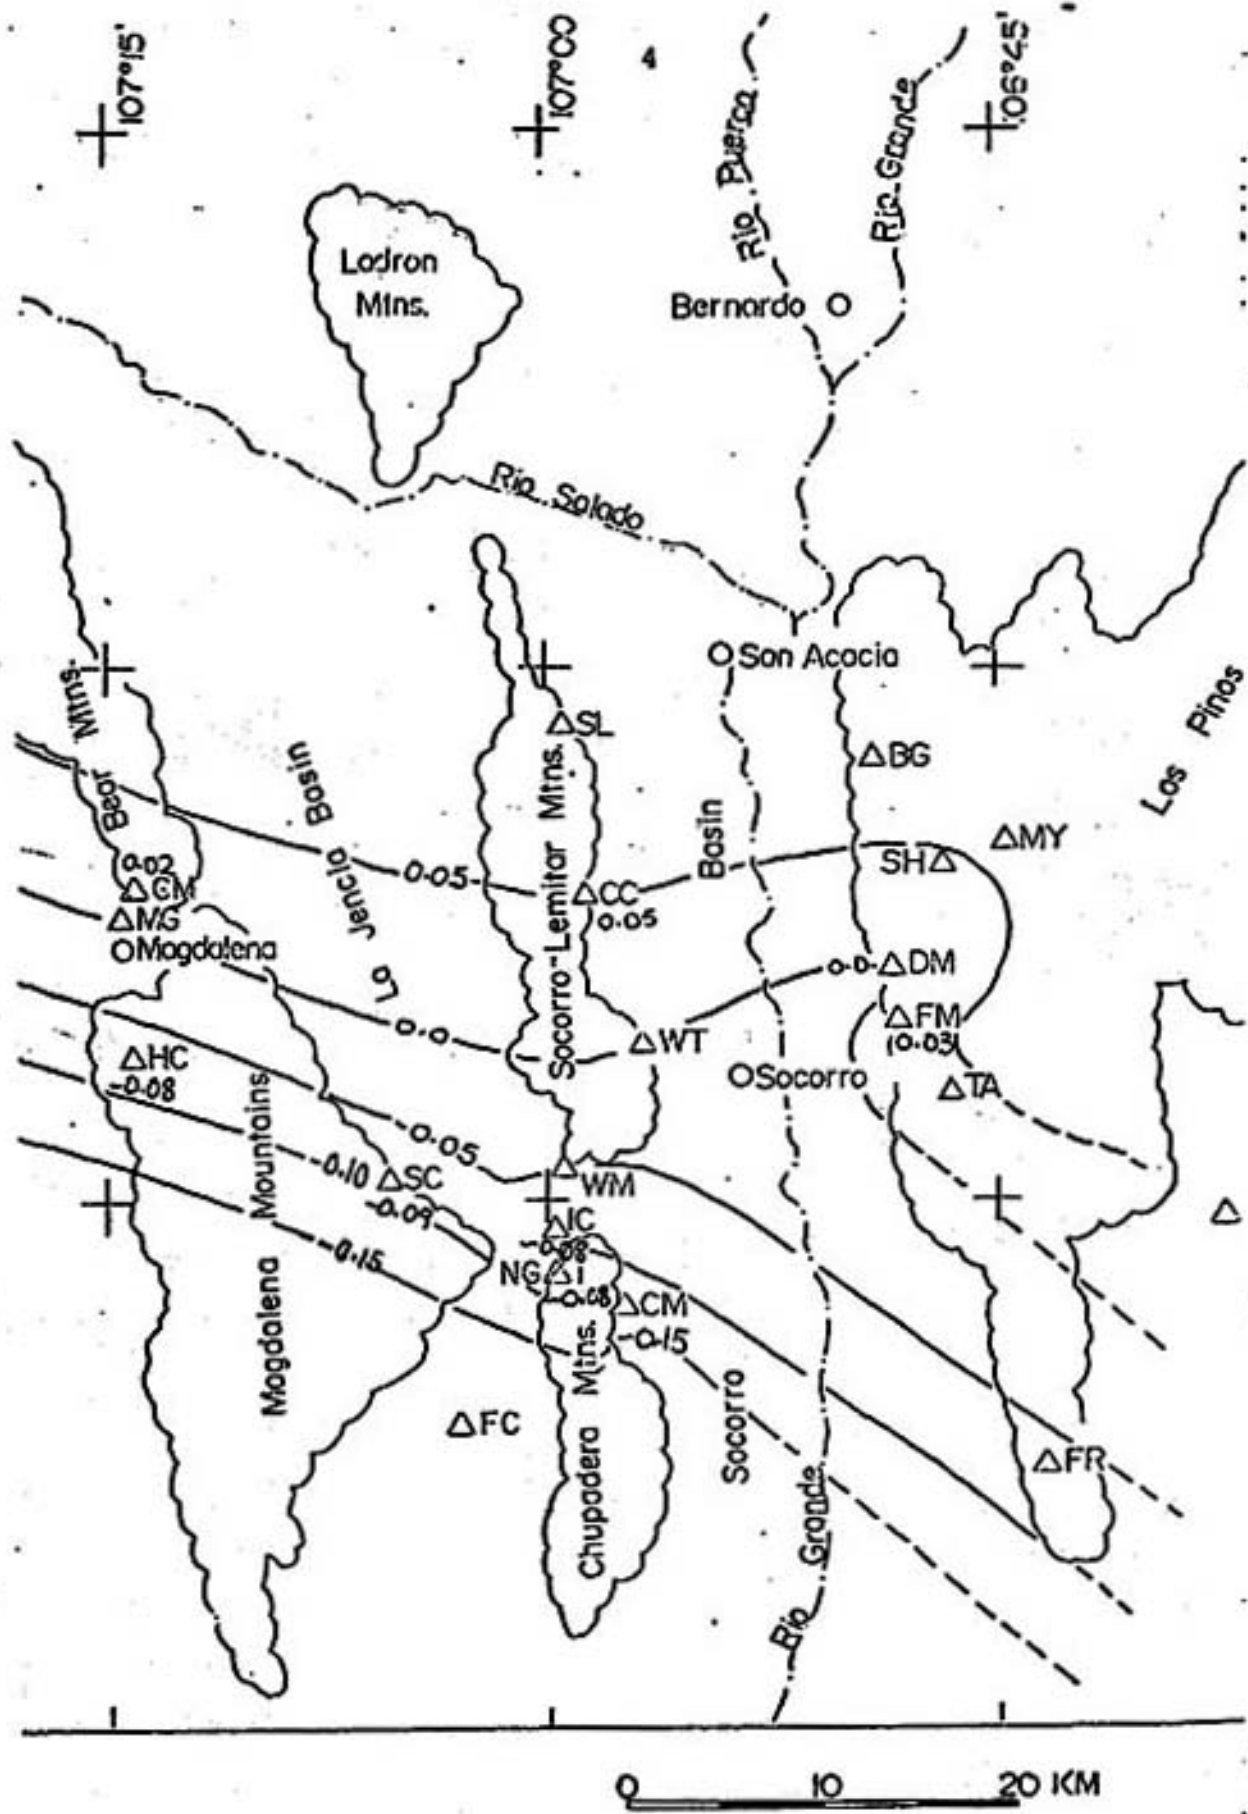 4
107°15'
107°00
106°45'
Rio Puerco
Rio Grande
Ladron
Mtns.
Bernardo
Rio Salado
San Acacia
Bear Mtns.
La Jencia Basin
SL
Socorro-Lemitar Mtns.
Basin
BG
Los Pinos
MY
SH
0.02
CM
MG
Magdalena
0.05
CC
0.05
0.0
DM
FM
(0.03)
0.0
WT
Socorro
TA
HC
-0.08
Magdalena Mountains
-0.05
-0.10
SC
-0.09
WM
IC
-0.08
NG
-0.08
CM
-0.15
-0.15
FC
Chupadera Mtns.
Socorro
Rio Grande
FR
0 10 20 KM